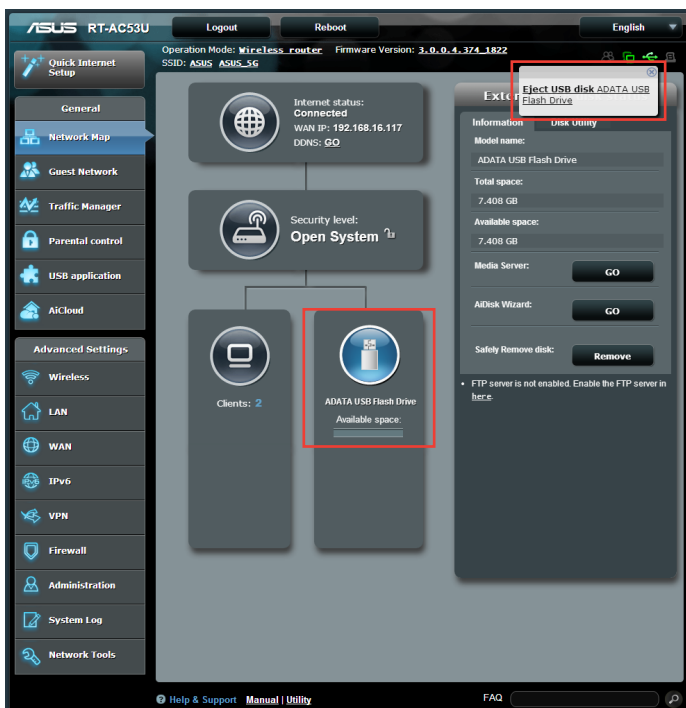 ASUS RT-AC53U
Logout
Reboot
English
Operation Mode: Wireless router Firmware Version: 3.0.0.4.374_1822
SSID: ASUS ASUS_5G
Quick Internet
Setup
General
Network Map
Guest Network
Traffic Manager
Parental control
USB application
AiCloud
Advanced Settings
Wireless
LAN
WAN
IPv6
VPN
Firewall
Administration
System Log
Network Tools
Internet status:
Connected
WAN IP: 192.168.16.117
DDNS: GO
Security level:
Open System
Clients: 2
ADATA USB Flash Drive
Available space:
Eject USB disk ADATA USB
Flash Drive
Information
Disk Utility
Model name:
ADATA USB Flash Drive
Total space:
7.408 GB
Available space:
7.408 GB
Media Server:
GO
AiDisk Wizard:
GO
Safely Remove disk:
Remove
• FTP server is not enabled. Enable the FTP server in
here.
Help & Support Manual | Utility
FAQ